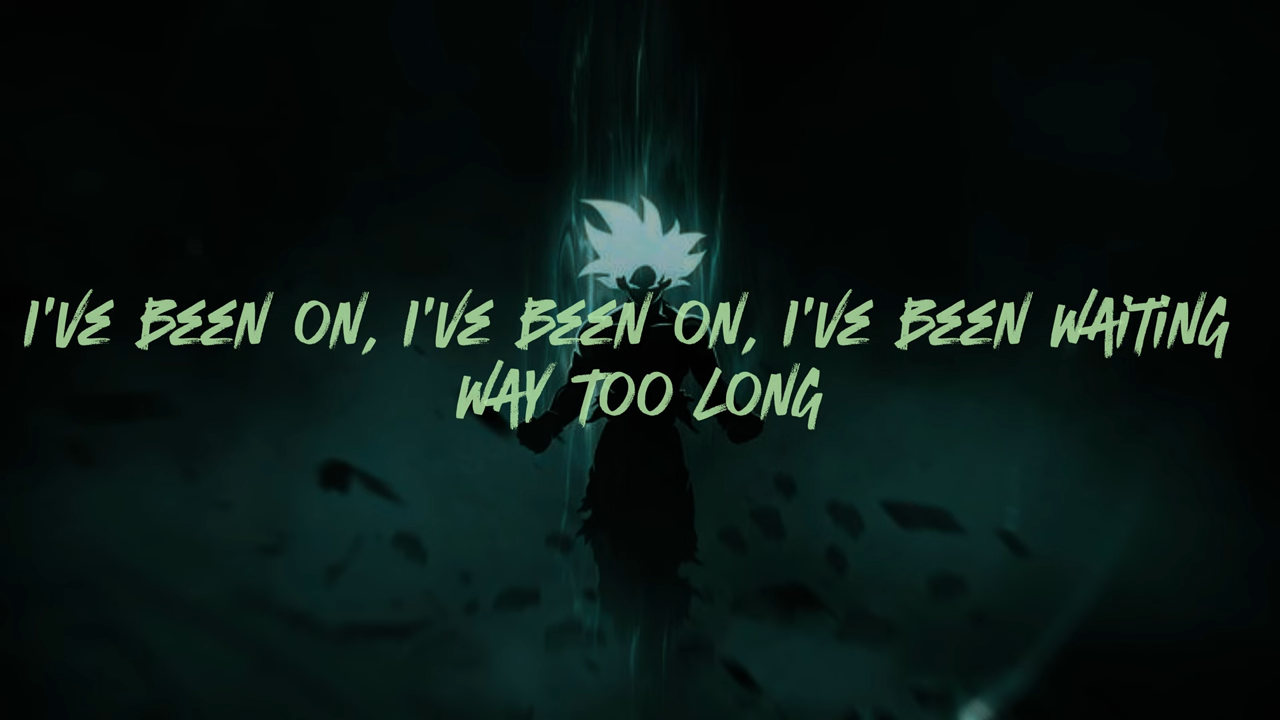 I'VE BEEN ON, I'VE BEEN ON, I'VE BEEN WAITING
WAY TOO LONG